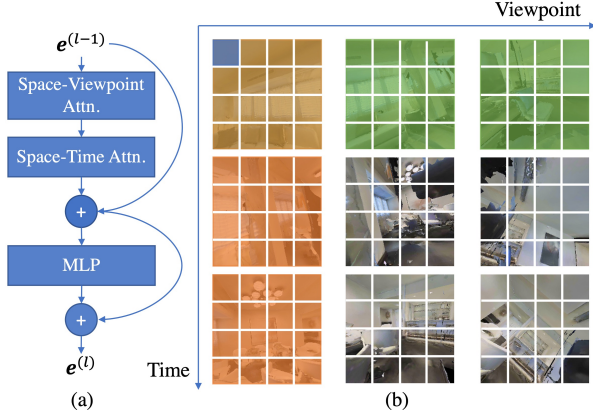 Viewpoint
e^(l-1)
Space-Viewpoint
Attn.
Space-Time Attn.
+
MLP
+
e^(l)
Time
(a)
(b)